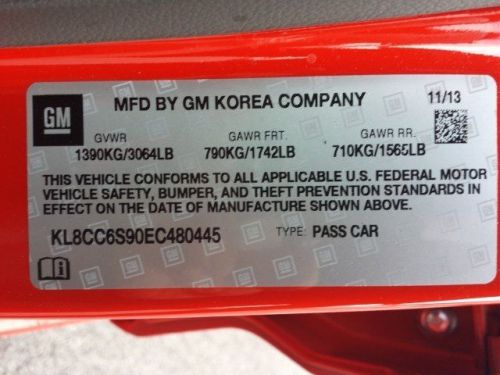 GM MFD BY GM KOREA COMPANY 11/13
GVWR GAWR FRT. GAWR RR.
1390KG/3064LB 790KG/1742LB 710KG/1565LB
THIS VEHICLE CONFORMS TO ALL APPLICABLE U.S. FEDERAL MOTOR
VEHICLE SAFETY, BUMPER, AND THEFT PREVENTION STANDARDS IN
EFFECT ON THE DATE OF MANUFACTURE SHOWN ABOVE.
KL8CC6S90EC480445 TYPE: PASS CAR